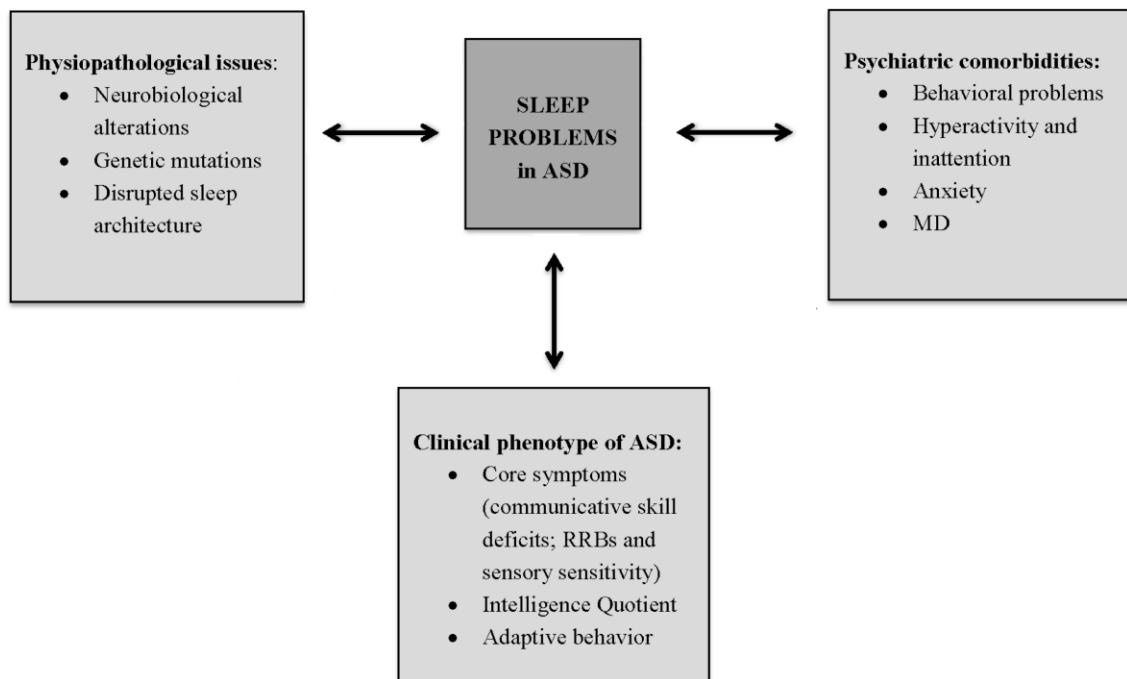 Physiopathological issues:
• Neurobiological
alterations
• Genetic mutations
• Disrupted sleep
architecture
SLEEP
PROBLEMS
in ASD
Psychiatric comorbidities:
• Behavioral problems
• Hyperactivity and
inattention
• Anxiety
• MD
Clinical phenotype of ASD:
• Core symptoms
(communicative skill
deficits; RRBs and
sensory sensitivity)
• Intelligence Quotient
• Adaptive behavior